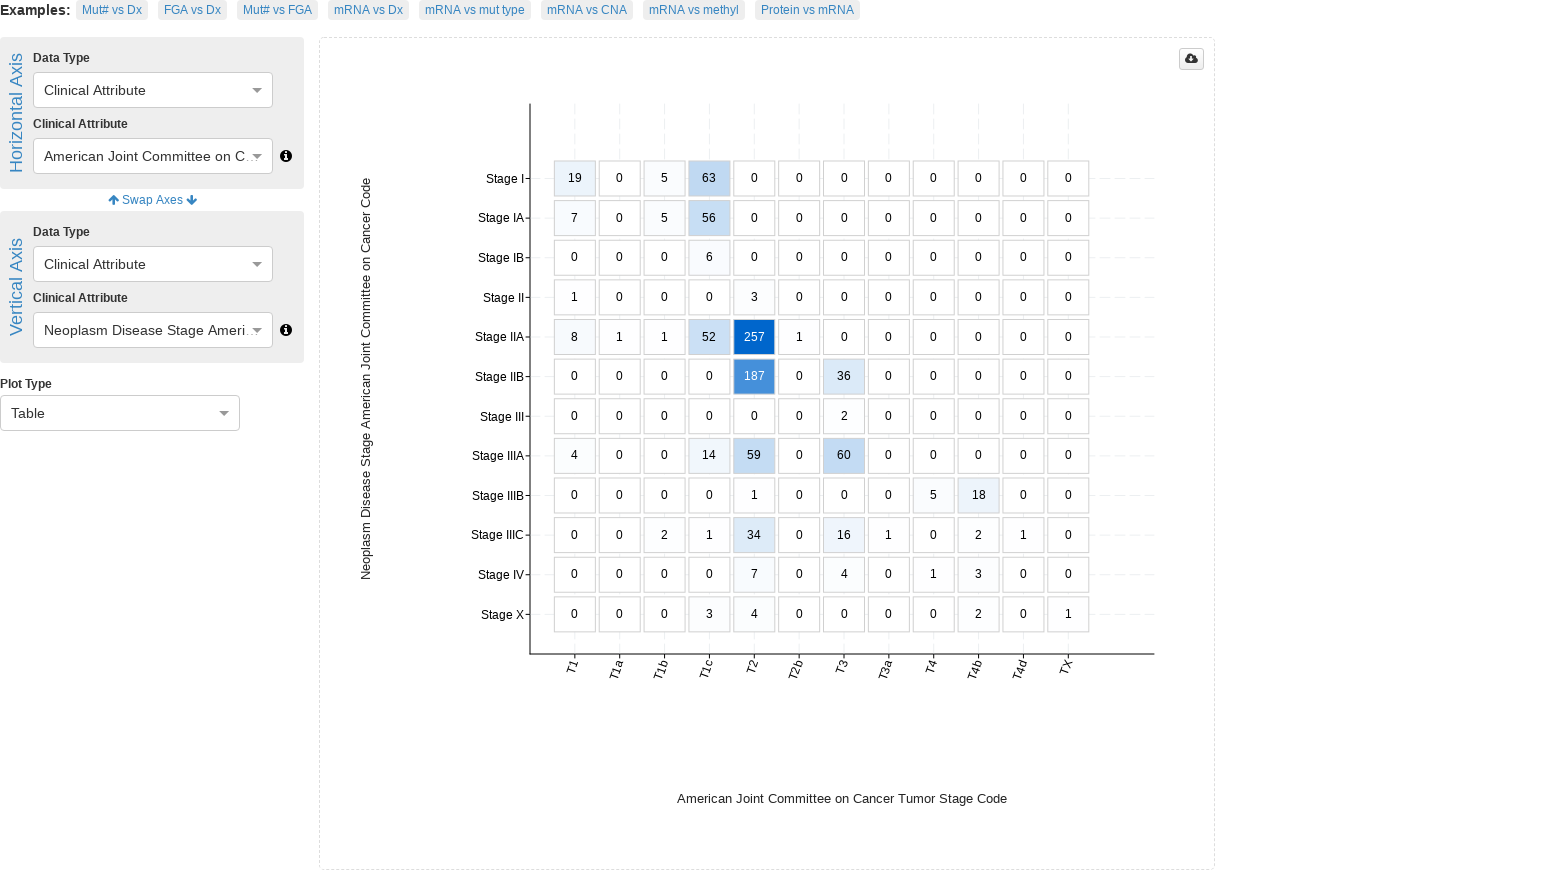 Examples: Mut# vs Dx FGA vs Dx Mut# vs FGA mRNA vs Dx mRNA vs mut type mRNA vs CNA mRNA vs methyl Protein vs mRNA
Horizontal Axis
Data Type
Clinical Attribute
Clinical Attribute
American Joint Committee on C...
Swap Axes
Vertical Axis
Data Type
Clinical Attribute
Clinical Attribute
Neoplasm Disease Stage Ameri...
Plot Type
Table
Neoplasm Disease Stage American Joint Committee on Cancer Code
Stage I 19 0 5 63 0 0 0 0 0 0 0 0
Stage IA 7 0 5 56 0 0 0 0 0 0 0 0
Stage IB 0 0 0 6 0 0 0 0 0 0 0 0
Stage II 1 0 0 0 3 0 0 0 0 0 0 0
Stage IIA 8 1 1 52 257 1 0 0 0 0 0 0
Stage IIB 0 0 0 0 187 0 36 0 0 0 0 0
Stage III 0 0 0 0 0 0 2 0 0 0 0 0
Stage IIIA 4 0 0 14 59 0 60 0 0 0 0 0
Stage IIIB 0 0 0 0 1 0 0 0 5 18 0 0
Stage IIIC 0 0 2 1 34 0 16 1 0 2 1 0
Stage IV 0 0 0 0 7 0 4 0 1 3 0 0
Stage X 0 0 0 3 4 0 0 0 0 2 0 1
T1 T1a T1b T1c T2 T2b T3 T3a T4 T4b T4d TX
American Joint Committee on Cancer Tumor Stage Code